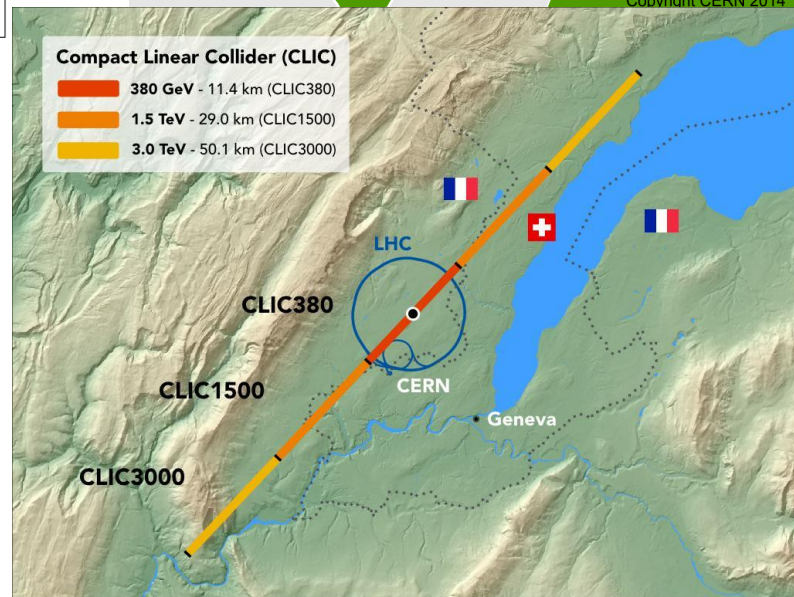 Copyright CERN 2014
Compact Linear Collider (CLIC)
380 GeV - 11.4 km (CLIC380)
1.5 TeV - 29.0 km (CLIC1500)
3.0 TeV - 50.1 km (CLIC3000)
LHC
CLIC380
CLIC1500
CERN
Geneva
CLIC3000